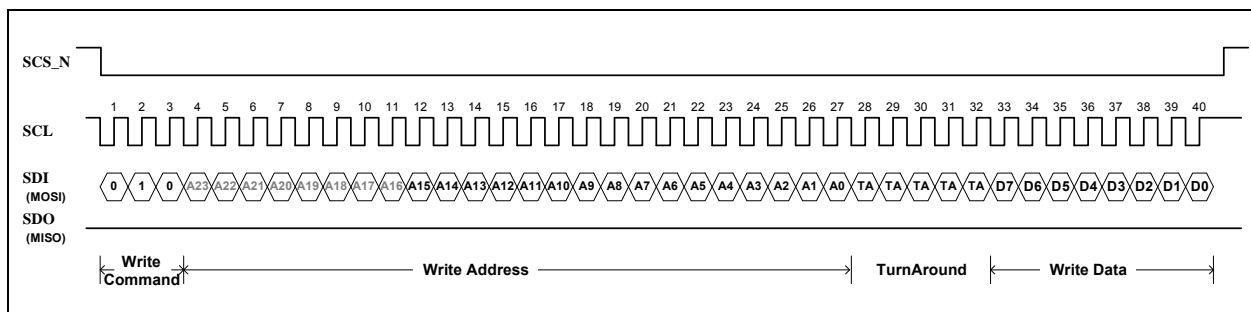 SCS_N
1 2 3 4 5 6 7 8 9 10 11 12 13 14 15 16 17 18 19 20 21 22 23 24 25 26 27 28 29 30 31 32 33 34 35 36 37 38 39 40
SCL
SDI
(MOSI)
0 1 0 A23 A22 A21 A20 A19 A18 A17 A16 A15 A14 A13 A12 A11 A10 A9 A8 A7 A6 A5 A4 A3 A2 A1 A0 TA TA TA TA TA D7 D6 D5 D4 D3 D2 D1 D0
SDO
(MISO)
Write
Command
Write Address
TurnAround
Write Data